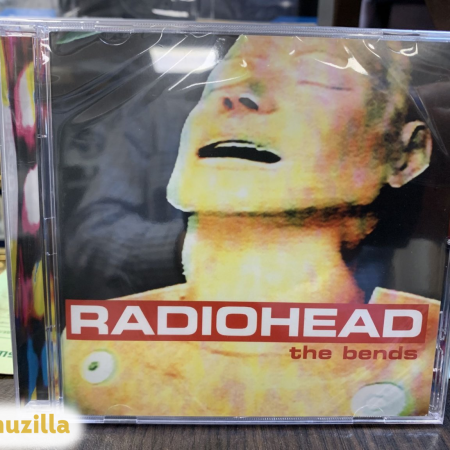 RADIOHEAD
the bends
uzilla